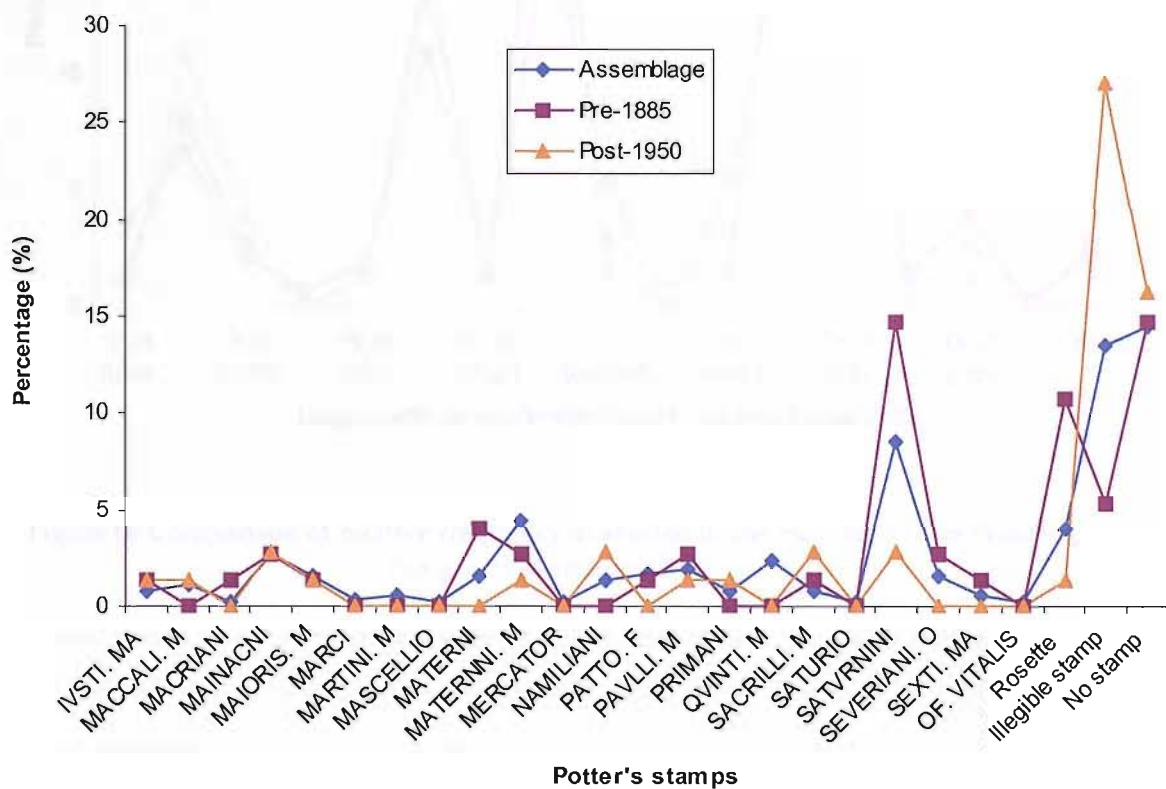 30
25
20
15
10
5
0
Percentage (%)
Assemblage
Pre-1885
Post-1950
IVSTI. MA
MACCALI. M
MACRIANI
MAINACNI
MAIORIS. M
MARCI
MARTINI. M
MASCELLIO
MATERNI
MATERNNI. M
MERCATOR
NAMILIANI
PATTO. F
PAVLLI. M
PRIMANI
QVINTI. M
SACRILLI. M
SATURIO
SATVRNINI
SEVERIANI. O
SEXTI. MA
OF. VITALIS
Rosette
Illegible stamp
No stamp
Potter's stamps